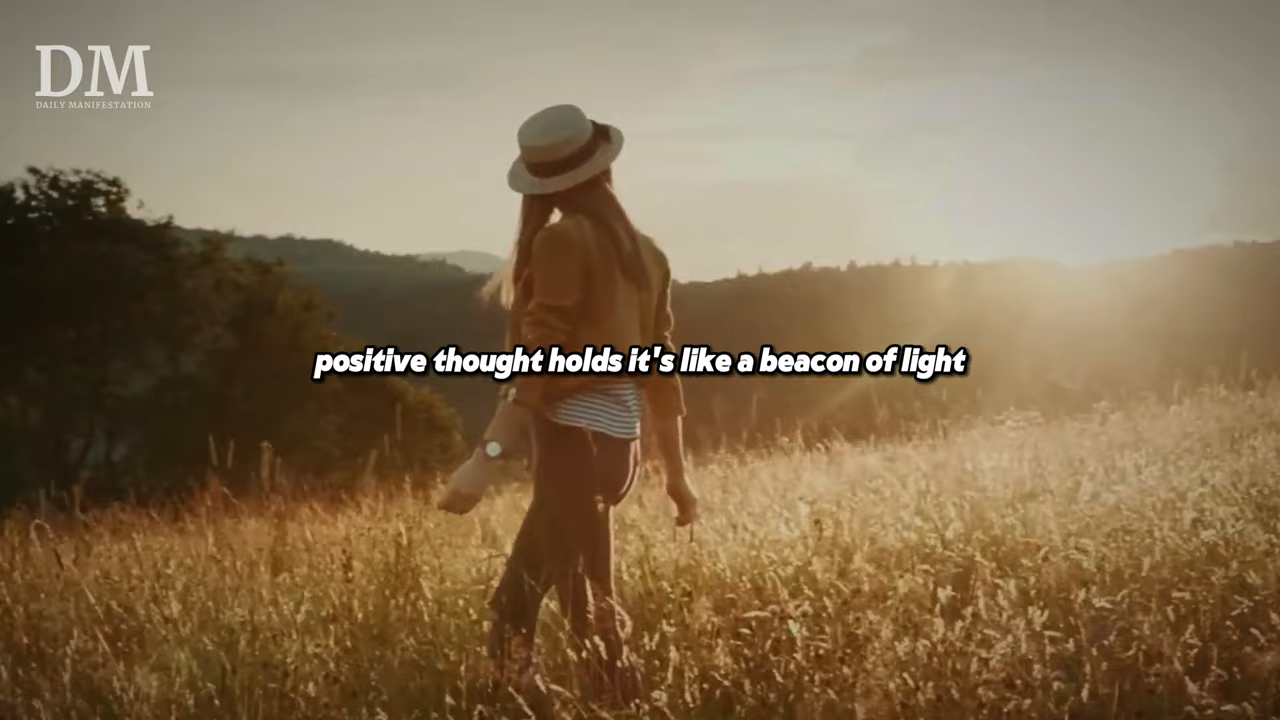 DM
DAILY MANIFESTATION
positive thought holds it's like a beacon of light